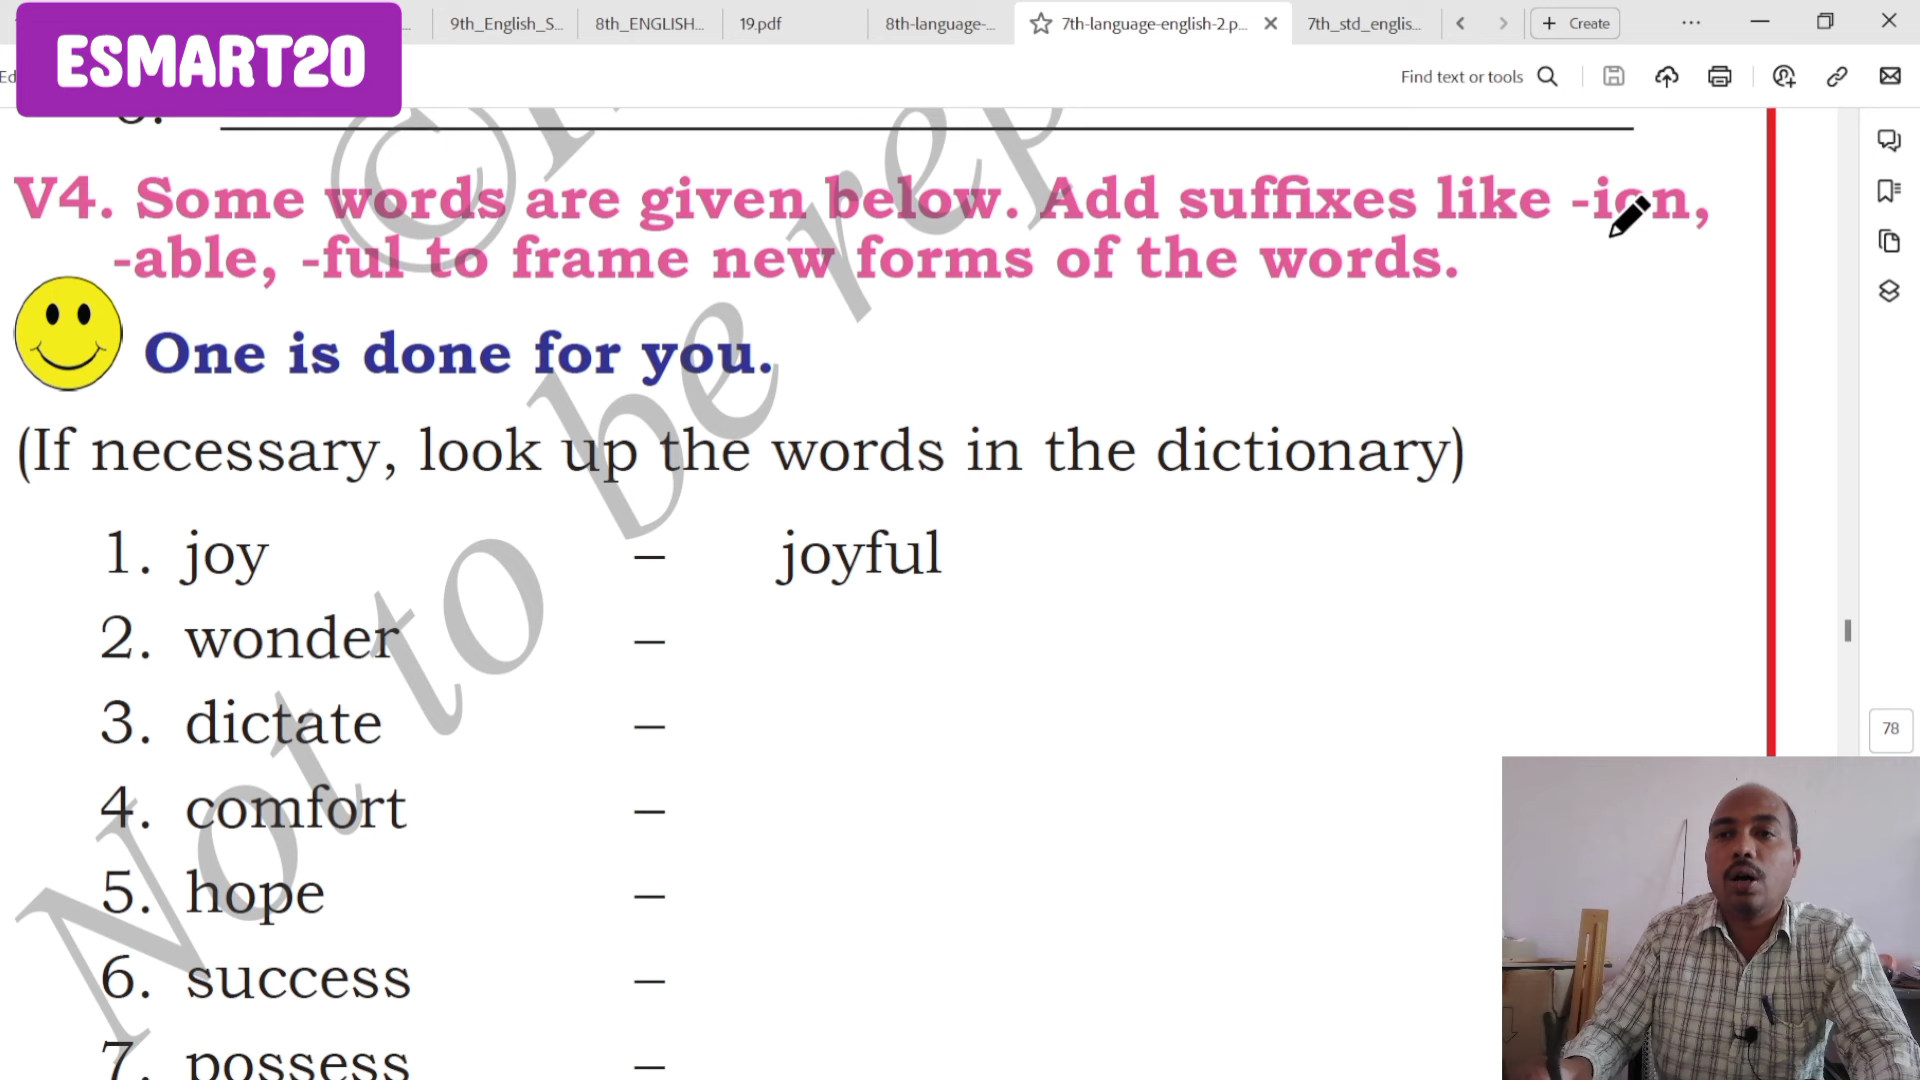 ESMART20
9th_English_S...
8th_ENGLISH...
19.pdf
8th-language-...
7th-language-english-2.p...
7th_std_englis...
Create
Find text or tools
V4. Some words are given below. Add suffixes like -ion,
-able, -ful to frame new forms of the words.
One is done for you.
(If necessary, look up the words in the dictionary)
1. joy – joyful
2. wonder –
3. dictate –
4. comfort –
5. hope –
6. success –
7. possess –
78
Not to be rep